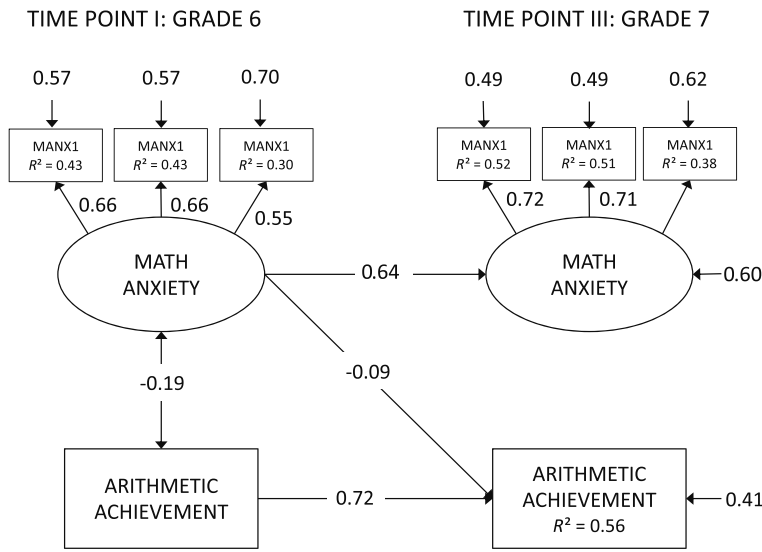 TIME POINT I: GRADE 6
TIME POINT III: GRADE 7
0.57
0.57
0.70
0.49
0.49
0.62
MANX1
R² = 0.43
MANX1
R² = 0.43
MANX1
R² = 0.30
MANX1
R² = 0.52
MANX1
R² = 0.51
MANX1
R² = 0.38
0.66
0.66
0.55
0.72
0.71
MATH
ANXIETY
0.64
MATH
ANXIETY
0.60
-0.19
-0.09
ARITHMETIC
ACHIEVEMENT
0.72
ARITHMETIC
ACHIEVEMENT
R² = 0.56
0.41